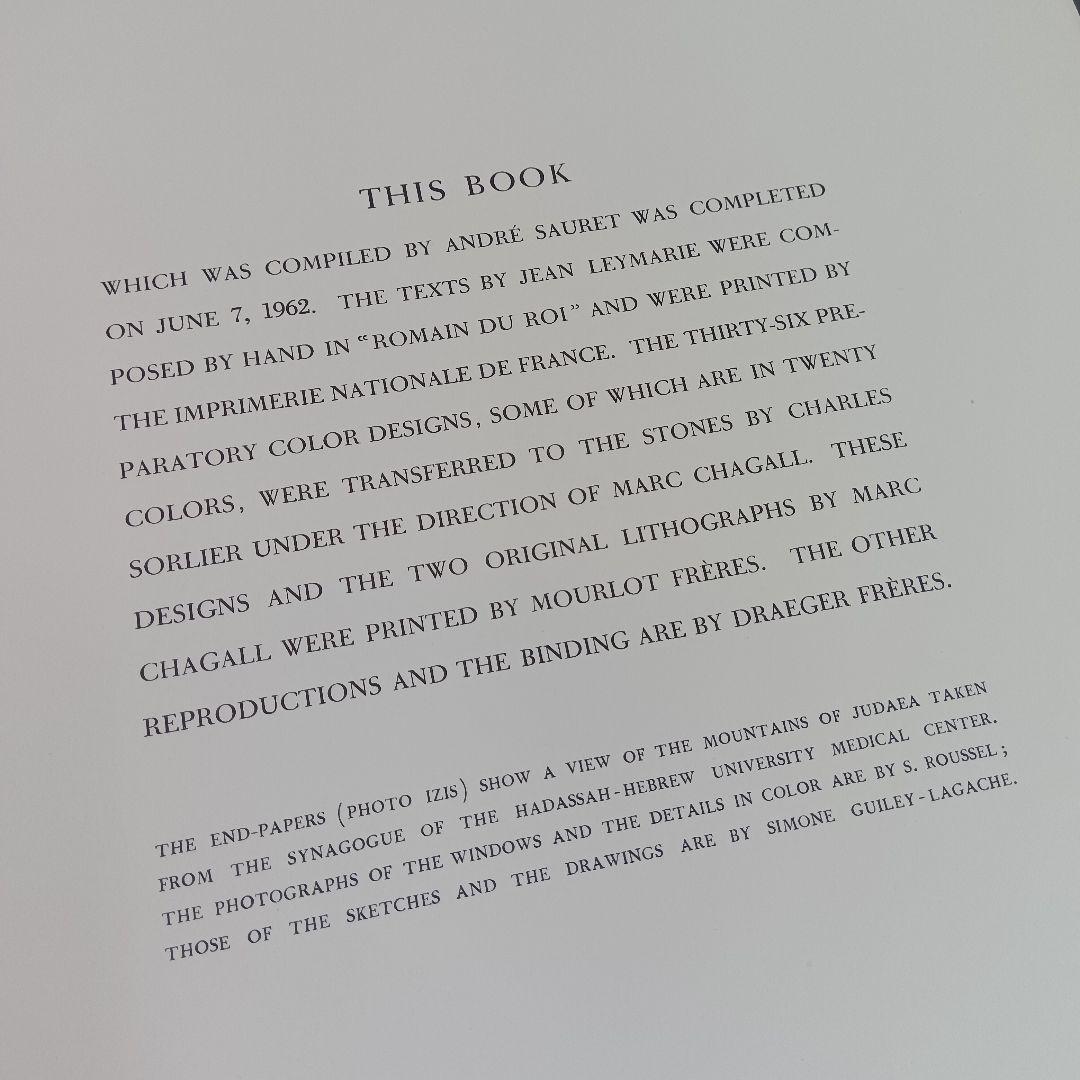 THIS BOOK
WHICH WAS COMPILED BY ANDRÉ SAURET WAS COMPLETED
ON JUNE 7, 1962. THE TEXTS BY JEAN LEYMARIE WERE COM-
POSED BY HAND IN “ROMAIN DU ROI” AND WERE PRINTED BY
THE IMPRIMERIE NATIONALE DE FRANCE. THE THIRTY-SIX PRE-
PARATORY COLOR DESIGNS, SOME OF WHICH ARE IN TWENTY
COLORS, WERE TRANSFERRED TO THE STONES BY CHARLES
SORLIER UNDER THE DIRECTION OF MARC CHAGALL. THESE
DESIGNS AND THE TWO ORIGINAL LITHOGRAPHS BY MARC
CHAGALL WERE PRINTED BY MOURLOT FRÈRES. THE OTHER
REPRODUCTIONS AND THE BINDING ARE BY DRAEGER FRÈRES.
THE END-PAPERS (PHOTO IZIS) SHOW A VIEW OF THE MOUNTAINS OF JUDAEA TAKEN
FROM THE SYNAGOGUE OF THE HADASSAH-HEBREW UNIVERSITY MEDICAL CENTER.
THE PHOTOGRAPHS OF THE WINDOWS AND THE DETAILS IN COLOR ARE BY S. ROUSSEL;
THOSE OF THE SKETCHES AND THE DRAWINGS ARE BY SIMONE GUILEY-LAGACHE.